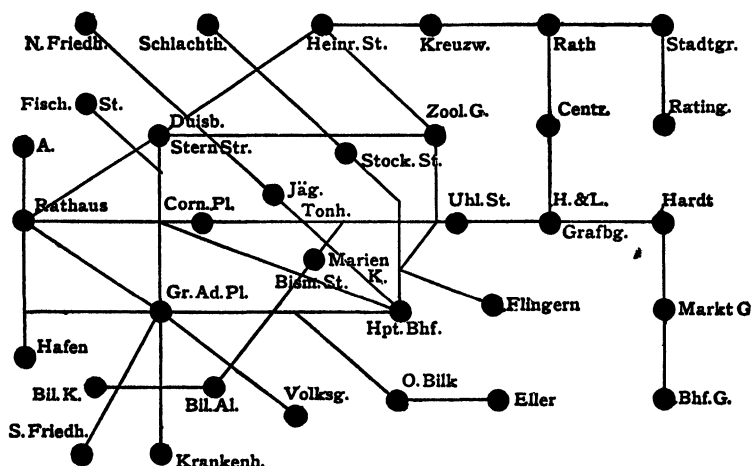 N. Friedh. Schlachth. Heinr. St. Kreuzw. Rath Stadtgr.
Fisch. St. Duisb. Zool. G. Centr. Rating.
A. Stern Str. Stock. St.
Jäg.
Rathaus Corn. Pl. Tonh. Uhl. St. H. & L. Hardt
Grafbg.
Marien
K.
Bism. St.
Gr. Ad. Pl. Flingern Markt G
Hpt. Bhf.
Hafen
Bil. K. Bil. Al. Volksg. O. Bilk Eller Bhf. G.
S. Friedh.
Krankenh.